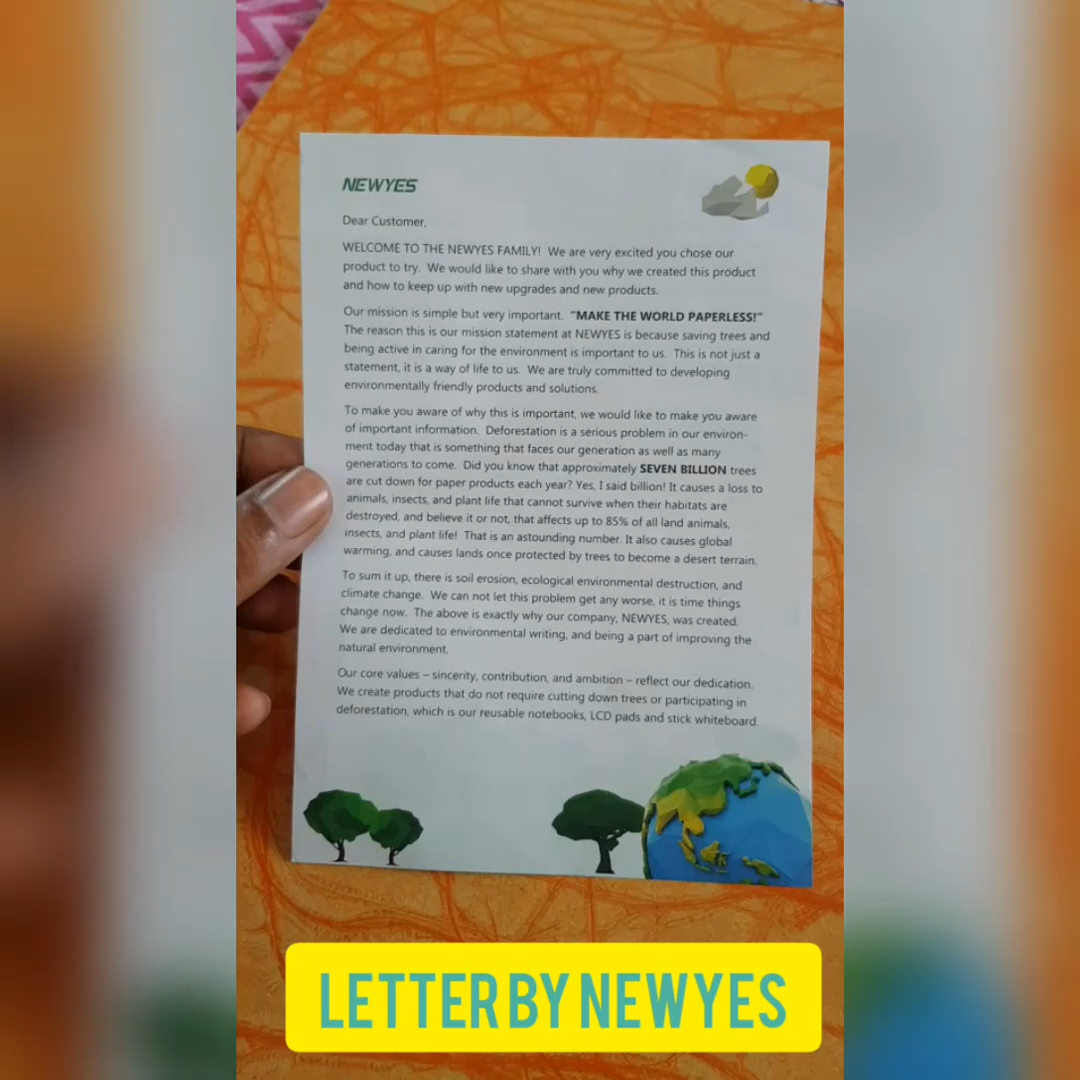 NEWYES
Dear Customer,
WELCOME TO THE NEWYES FAMILY! We are very excited you chose our
product to try. We would like to share with you why we created this product
and how to keep up with new upgrades and new products.
Our mission is simple but very important. "MAKE THE WORLD PAPERLESS!"
The reason this is our mission statement at NEWYES is because saving trees and
being active in caring for the environment is important to us. This is not just a
statement, it is a way of life to us. We are truly committed to developing
environmentally friendly products and solutions.
To make you aware of why this is important, we would like to make you aware
of important information. Deforestation is a serious problem in our environ-
ment today that is something that faces our generation as well as many
generations to come. Did you know that approximately SEVEN BILLION trees
are cut down for paper products each year? Yes, I said billion! It causes a loss to
animals, insects, and plant life that cannot survive when their habitats are
destroyed, and believe it or not, that affects up to 85% of all land animals,
insects, and plant life! That is an astounding number. It also causes global
warming, and causes lands once protected by trees to become a desert terrain.
To sum it up, there is soil erosion, ecological environmental destruction, and
climate change. We can not let this problem get any worse, it is time things
change now. The above is exactly why our company, NEWYES, was created.
We are dedicated to environmental writing, and being a part of improving the
natural environment.
Our core values – sincerity, contribution, and ambition – reflect our dedication.
We create products that do not require cutting down trees or participating in
deforestation, which is our reusable notebooks, LCD pads and stick whiteboard.
LETTER BY NEWYES